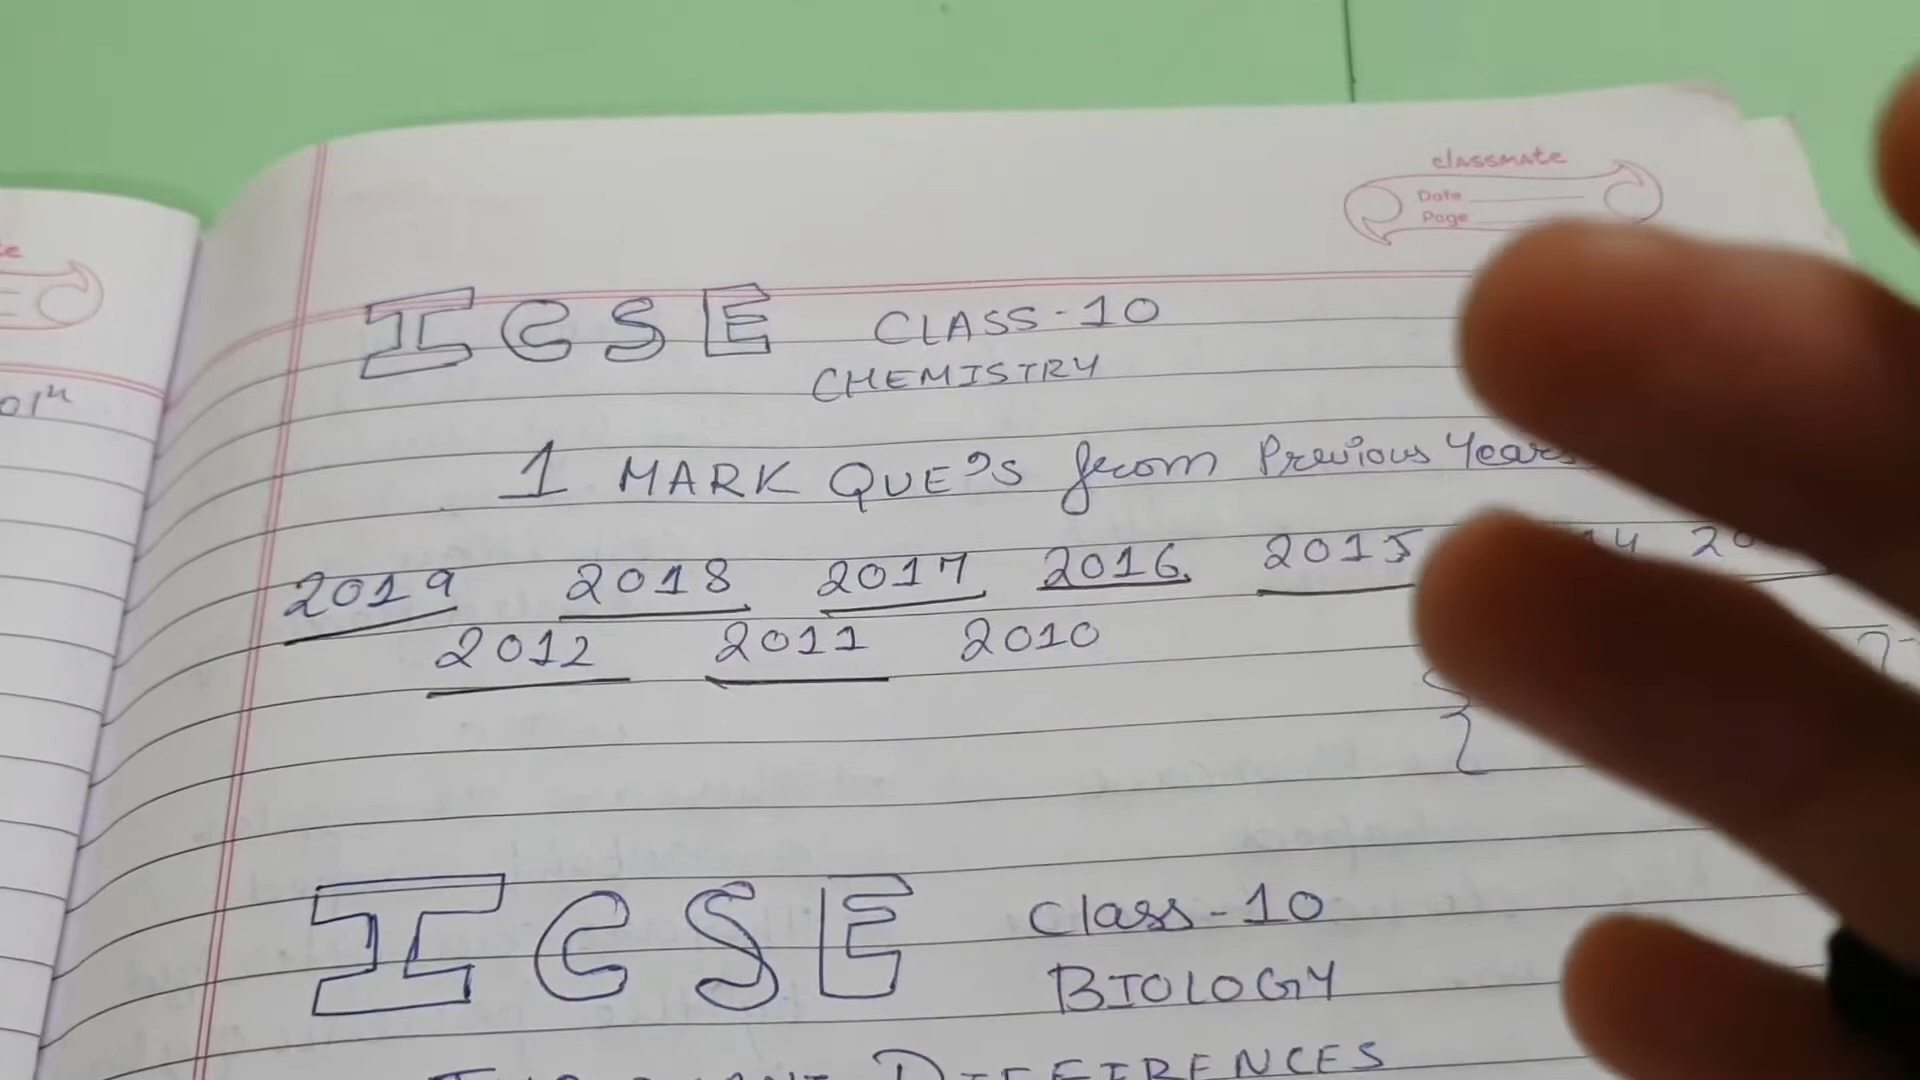 classmate
Date
Page
ICSE CLASS-10
CHEMISTRY
1 MARK QUE?S from Previous Years
2019 2018 2017 2016 2015
2012 2011 2010
ICSE Class-10
BIOLOGY
DIFFERENCES